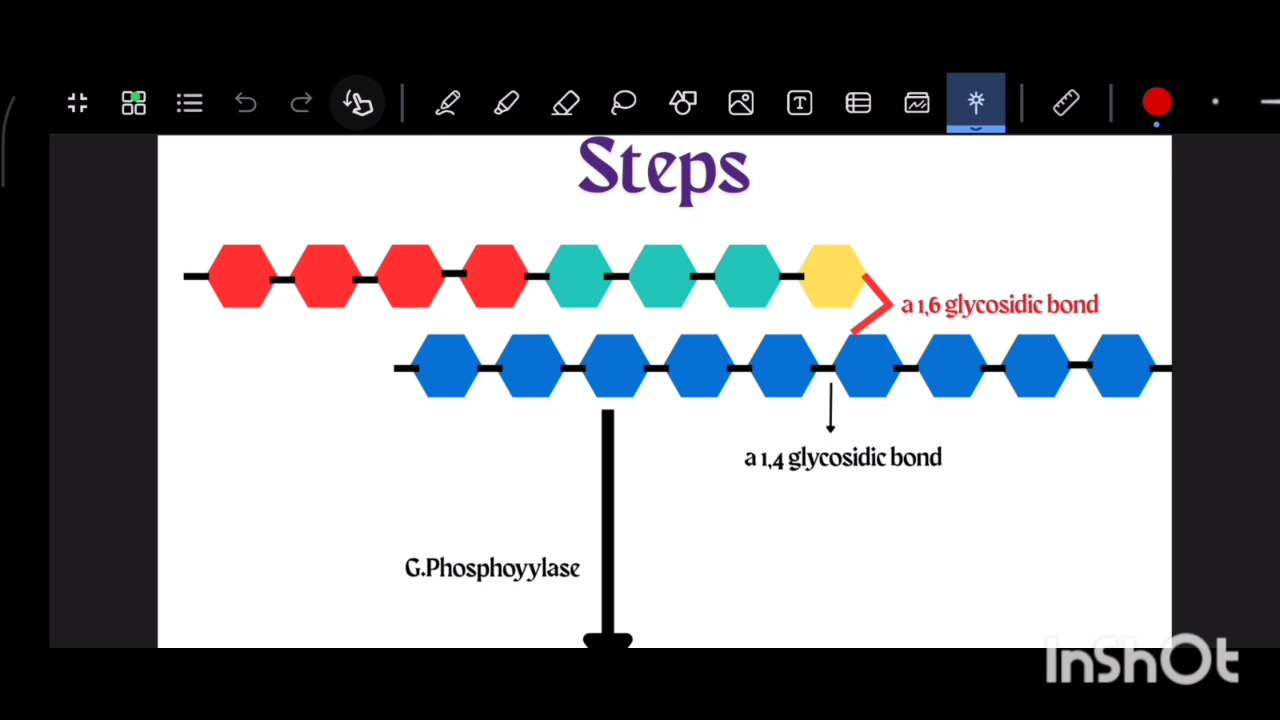 Steps
a 1,6 glycosidic bond
a 1,4 glycosidic bond
G.Phosphoyylase
InShOt